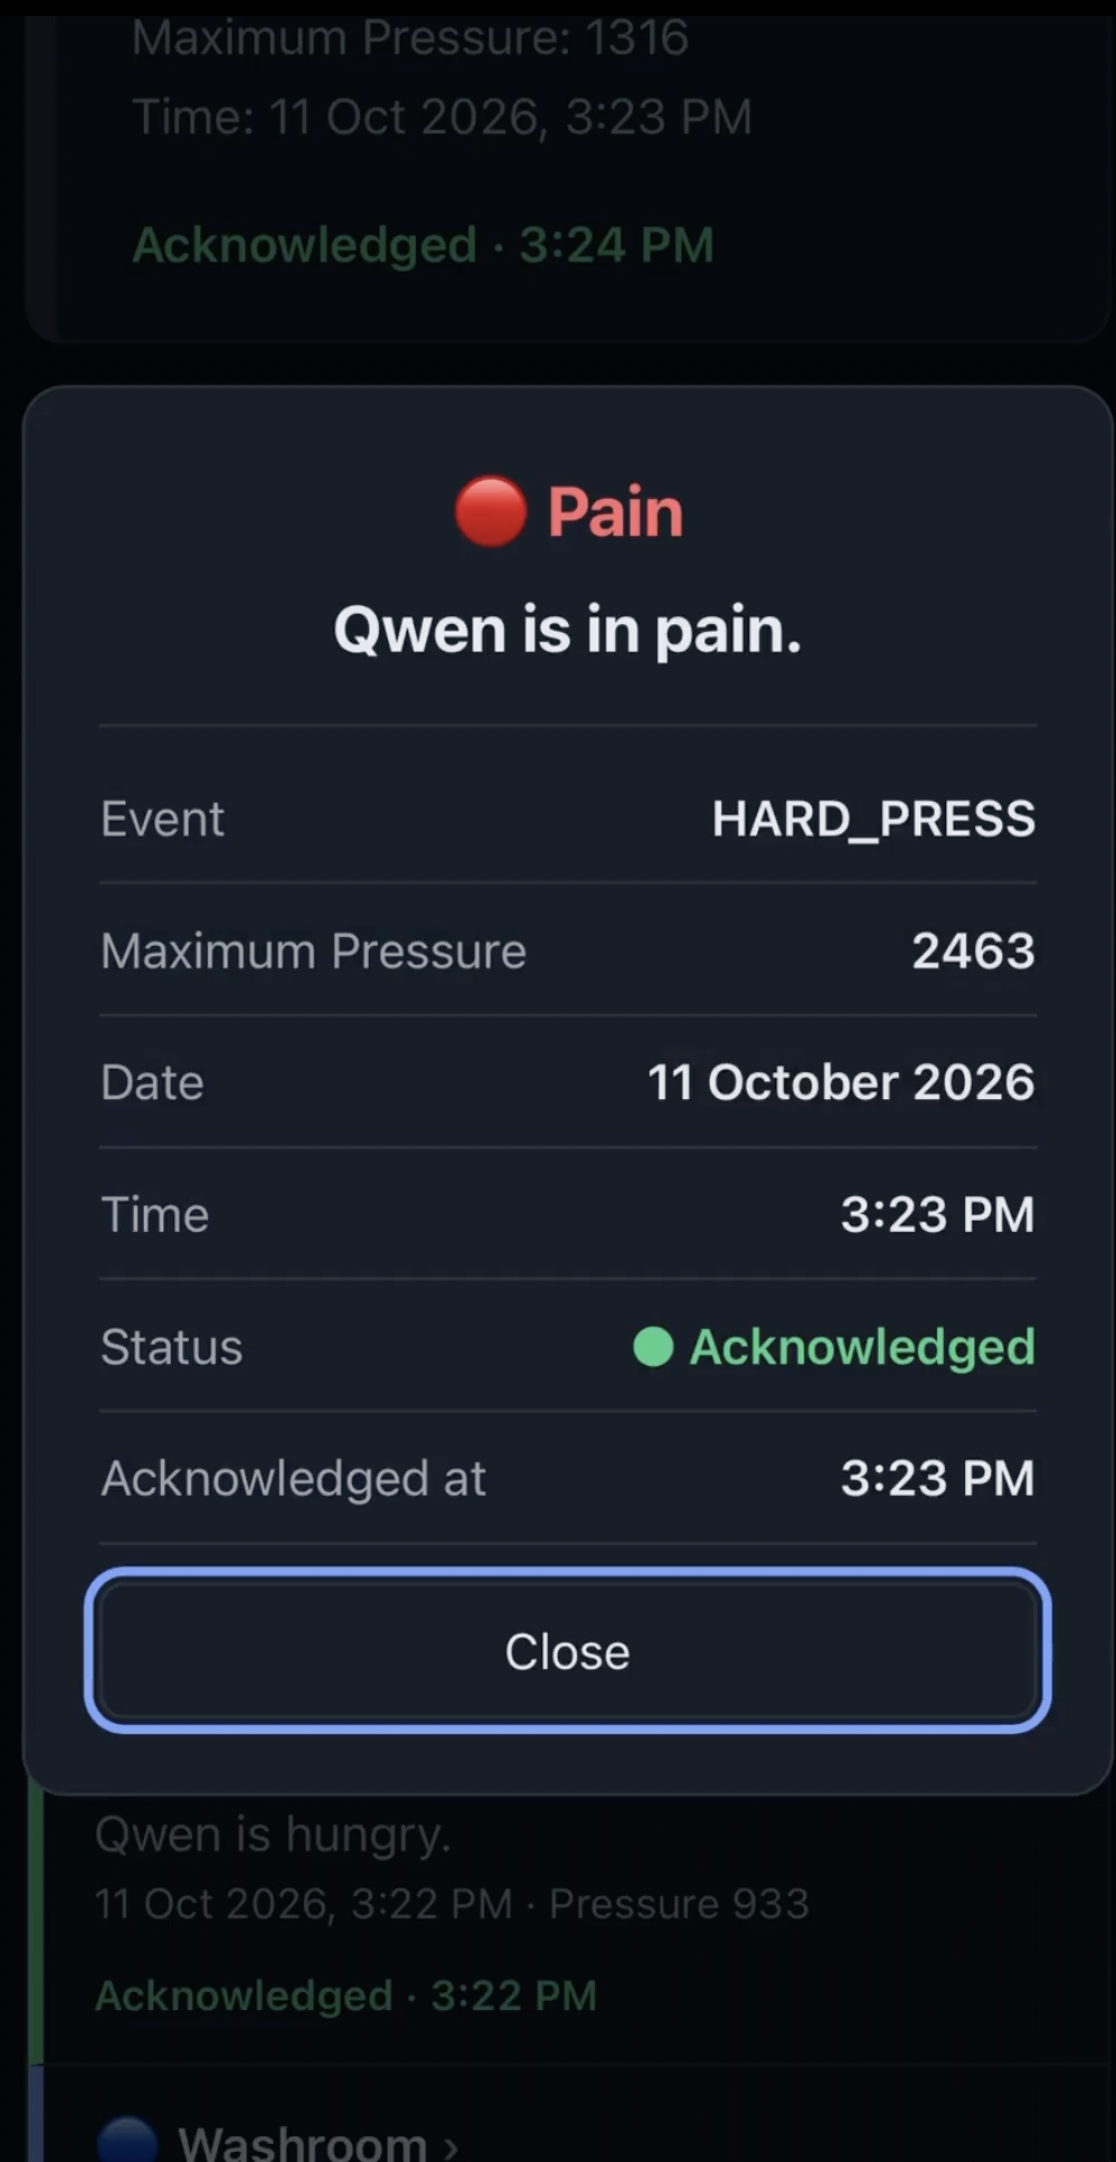 Maximum Pressure: 1316
Time: 11 Oct 2026, 3:23 PM
Acknowledged · 3:24 PM
Pain
Qwen is in pain.
Event HARD_PRESS
Maximum Pressure 2463
Date 11 October 2026
Time 3:23 PM
Status Acknowledged
Acknowledged at 3:23 PM
Close
Qwen is hungry.
11 Oct 2026, 3:22 PM · Pressure 933
Acknowledged · 3:22 PM
Washroom ›